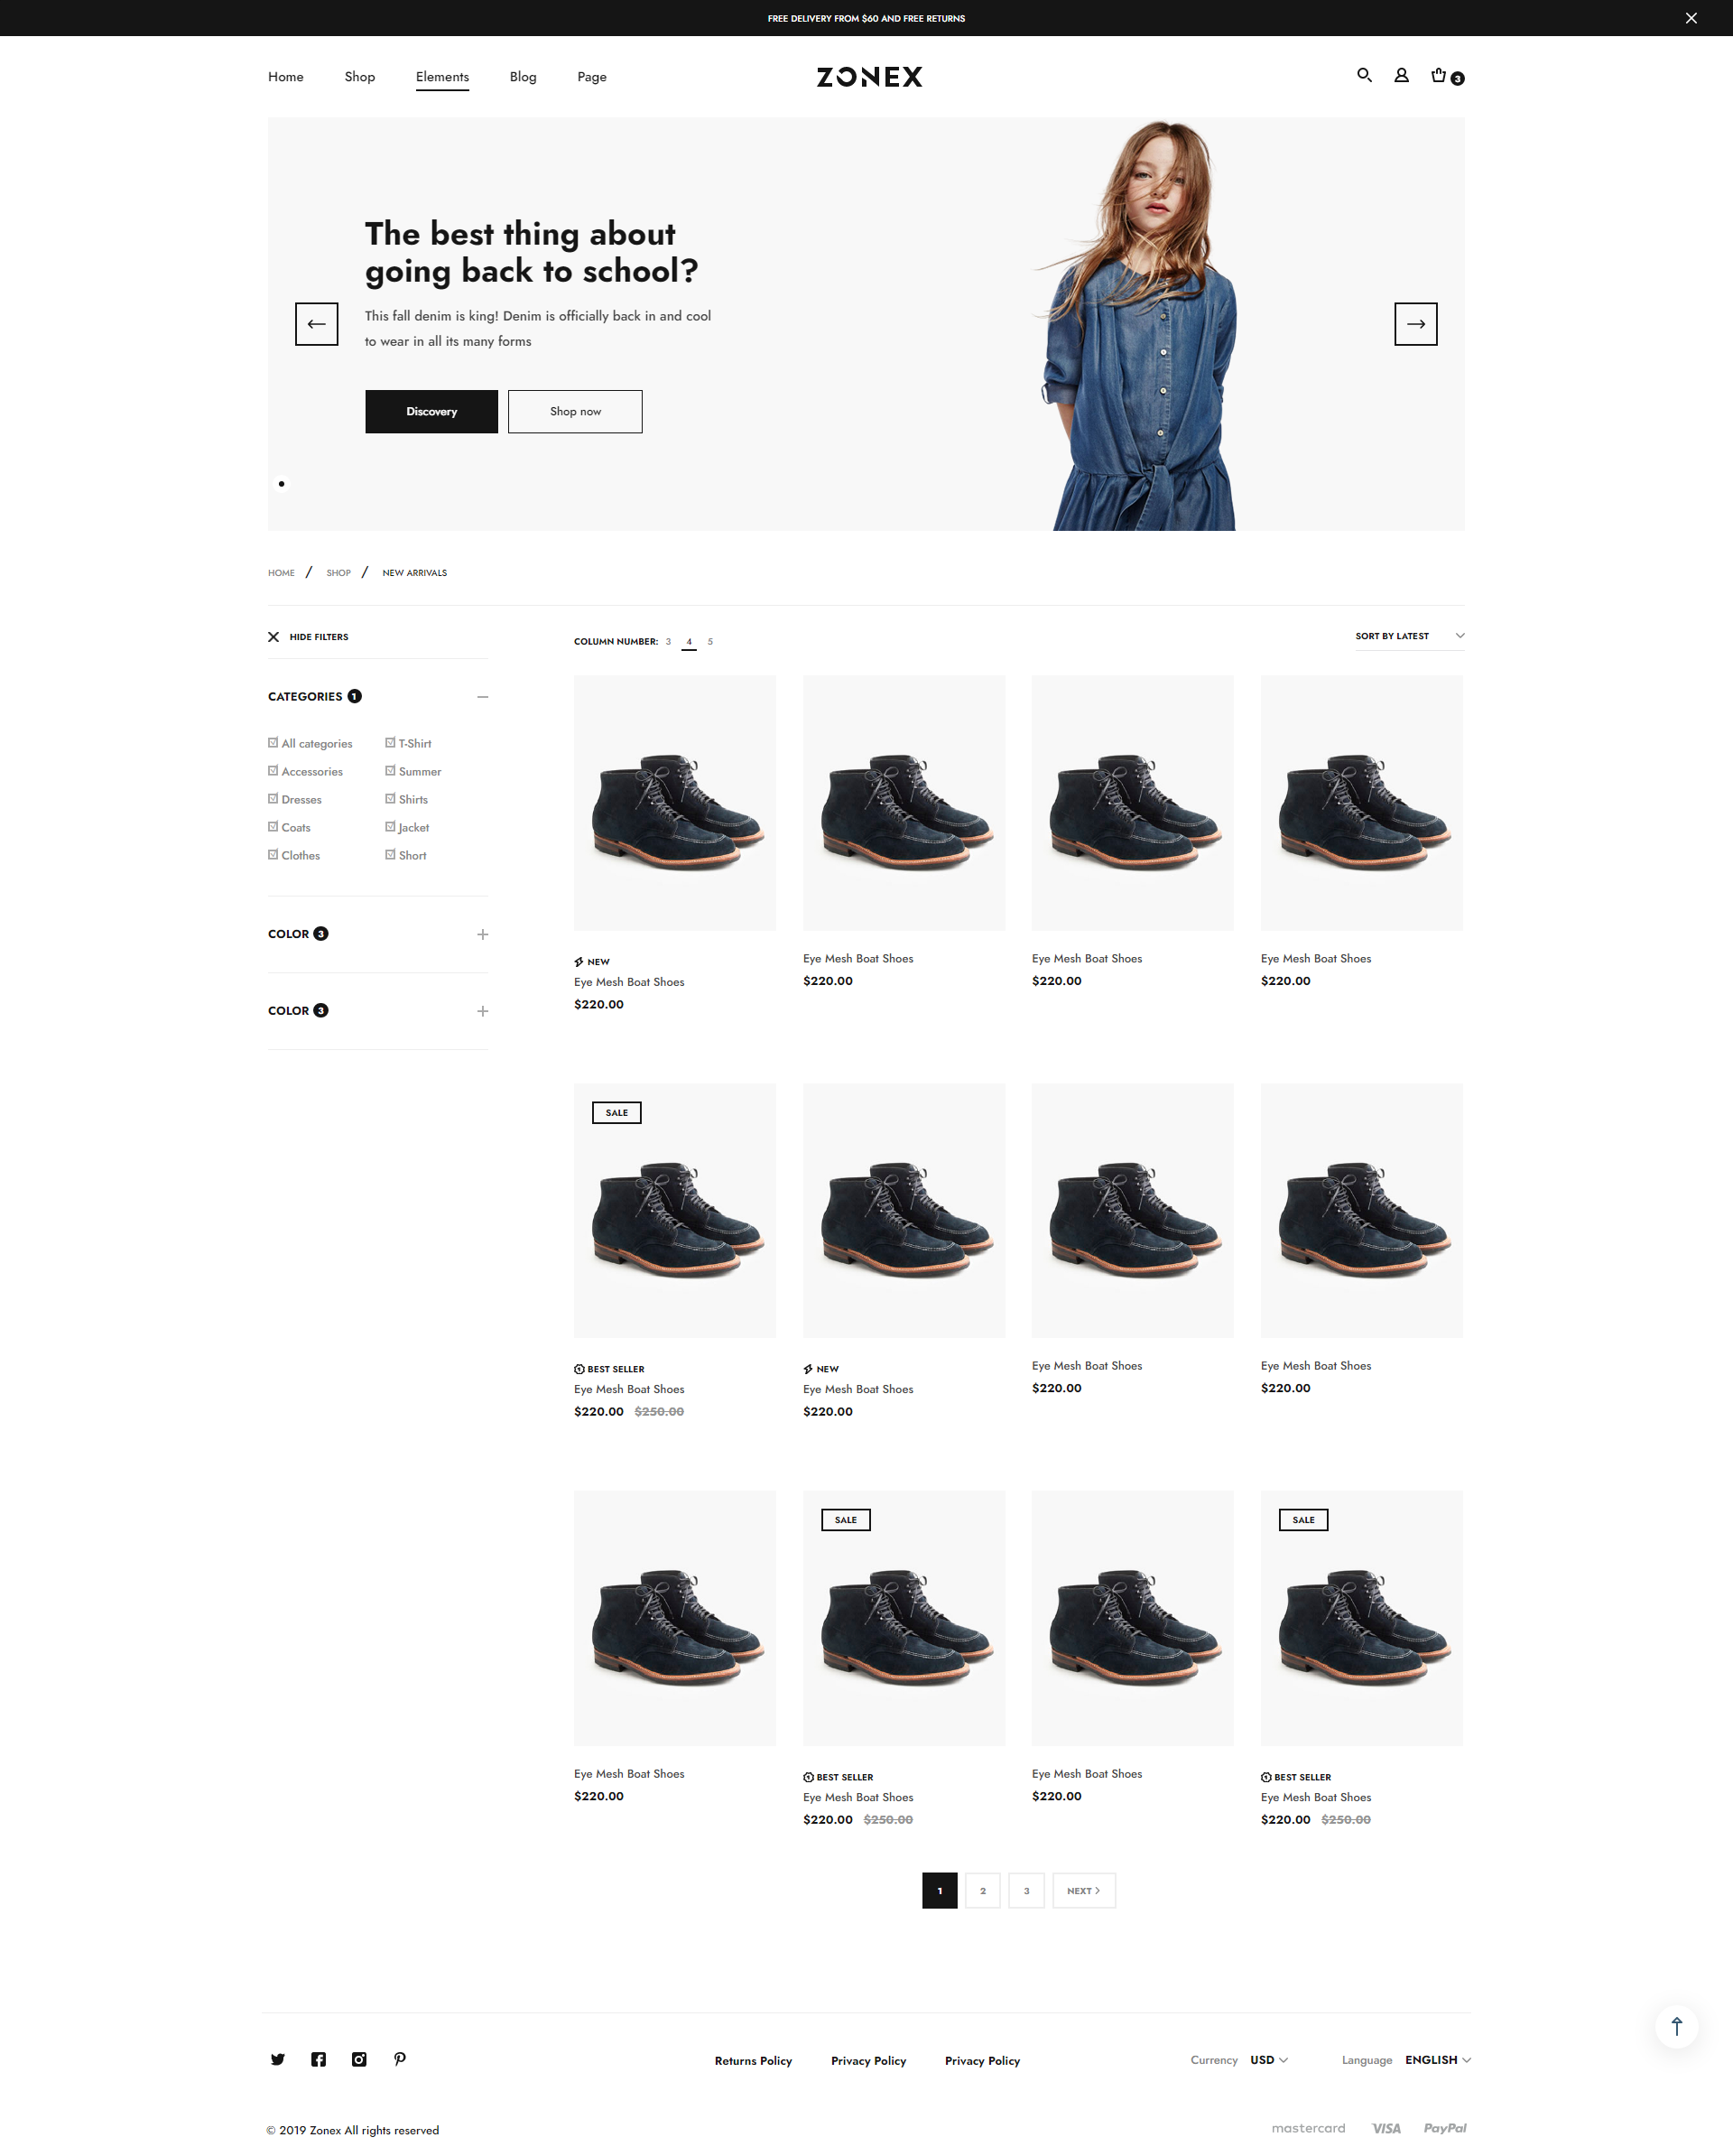 FREE DELIVERY FROM $60 AND FREE RETURNS
Home Shop Elements Blog Page ZONEX 3
The best thing about
going back to school?
This fall denim is king! Denim is officially back in and cool
to wear in all its many forms
Discovery Shop now
HOME / SHOP / NEW ARRIVALS
HIDE FILTERS
COLUMN NUMBER: 3 4 5
SORT BY LATEST
CATEGORIES 1
All categories T-Shirt
Accessories Summer
Dresses Shirts
Coats Jacket
Clothes Short
COLOR 3
COLOR 3
NEW
Eye Mesh Boat Shoes
$220.00
Eye Mesh Boat Shoes
$220.00
Eye Mesh Boat Shoes
$220.00
Eye Mesh Boat Shoes
$220.00
SALE
BEST SELLER
Eye Mesh Boat Shoes
$220.00 $250.00
NEW
Eye Mesh Boat Shoes
$220.00
Eye Mesh Boat Shoes
$220.00
Eye Mesh Boat Shoes
$220.00
Eye Mesh Boat Shoes
$220.00
SALE
BEST SELLER
Eye Mesh Boat Shoes
$220.00 $250.00
Eye Mesh Boat Shoes
$220.00
SALE
BEST SELLER
Eye Mesh Boat Shoes
$220.00 $250.00
1 2 3 NEXT
Returns Policy Privacy Policy Privacy Policy
Currency USD Language ENGLISH
© 2019 Zonex All rights reserved
mastercard VISA PayPal